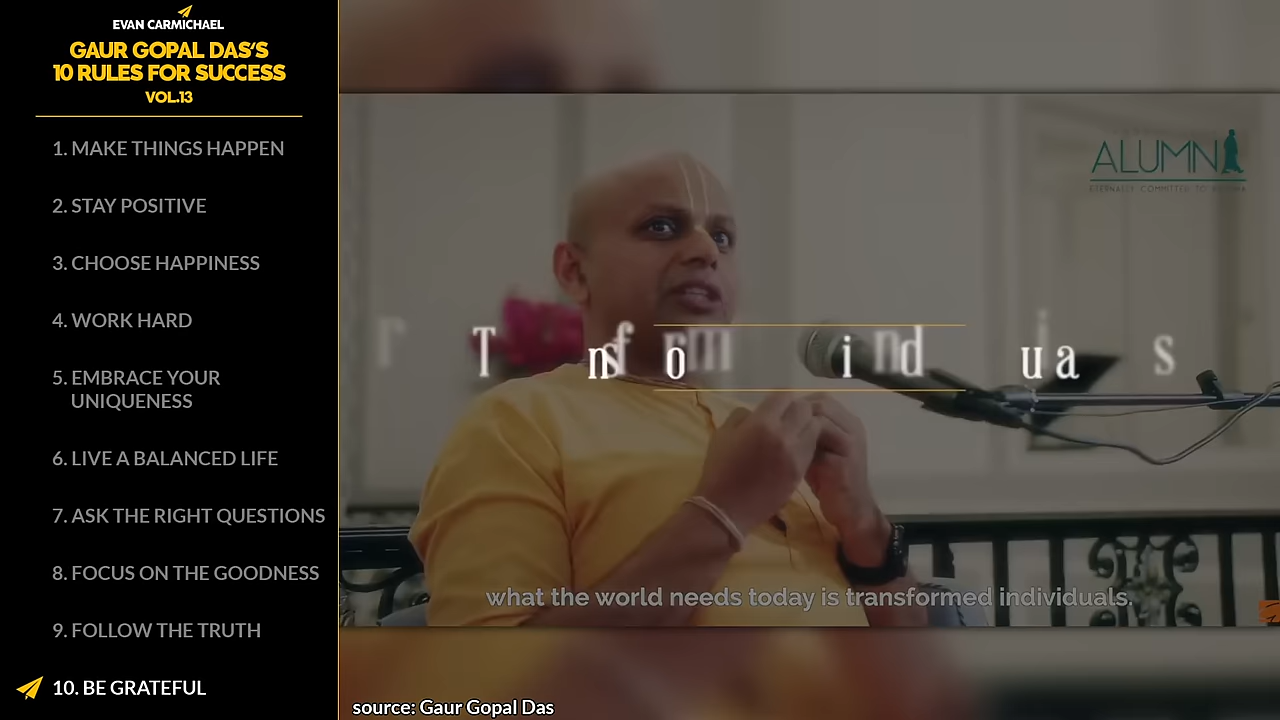 EVAN CARMICHAEL
GAUR GOPAL DAS'S
10 RULES FOR SUCCESS
VOL.13
1. MAKE THINGS HAPPEN
2. STAY POSITIVE
3. CHOOSE HAPPINESS
4. WORK HARD
5. EMBRACE YOUR
UNIQUENESS
6. LIVE A BALANCED LIFE
7. ASK THE RIGHT QUESTIONS
8. FOCUS ON THE GOODNESS
9. FOLLOW THE TRUTH
10. BE GRATEFUL
ALUMNI
ETERNALLY COMMITTED TO
what the world needs today is transformed individuals.
source: Gaur Gopal Das